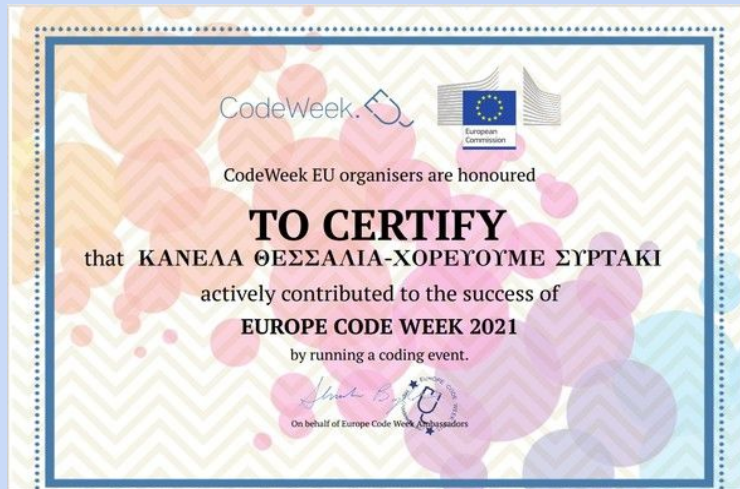 CodeWeek.EU
European
Commission
CodeWeek EU organisers are honoured
TO CERTIFY
that ΚΑΝΕΛΑ ΘΕΣΣΑΛΙΑ-ΧΟΡΕΥΟΥΜΕ ΣΥΡΤΑΚΙ
actively contributed to the success of
EUROPE CODE WEEK 2021
by running a coding event.
On behalf of Europe Code Week Ambassadors